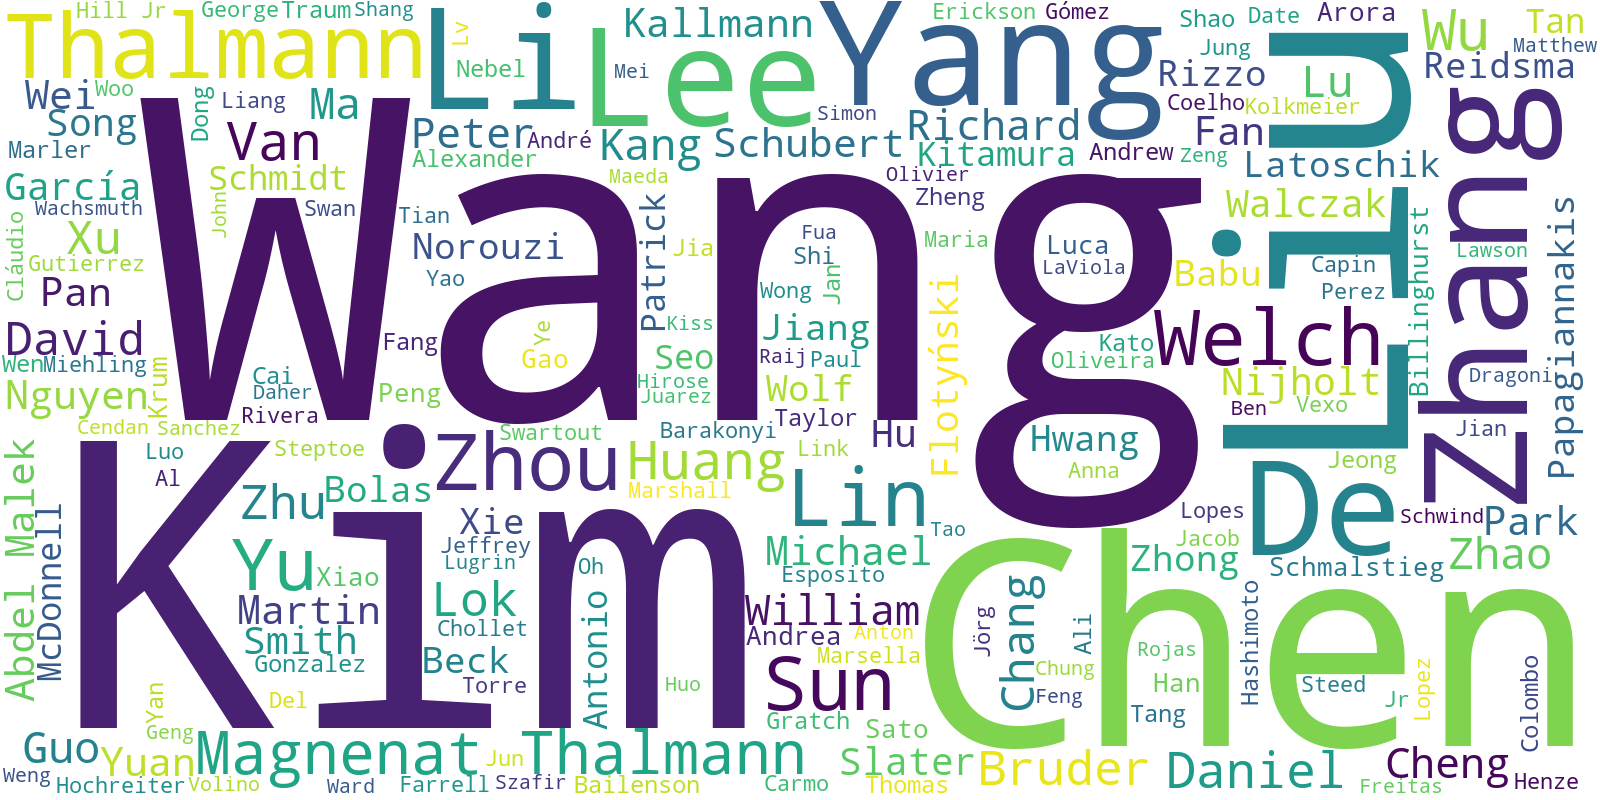 Hill Jr
George
Traum
Shang
Thalmann
Li
Lee
Kallmann
Yang
Erickson
Gómez
Shao
Date
Arora
Wu
Tan
Matthew
Lv
Nebel
Mei
Jung
Rizzo
Lu
Reidsma
Wei
Woo
Dong
Liang
Ma
Simon
Coelho
Kolkmeier
Song
Van
Peter
André
Kang
Schubert
Richard
Fan
Liu
Zhang
Marler
Alexander
Kitamura
Andrew
Zeng
Latoschik
García
Schmidt
Maeda
Olivier
Zheng
Walczak
Wachsmuth
John
Swan
Tian
Patrick
Wang
Cláudio
Xu
Norouzi
Jia
Fua
Shi
Maria
Luca
LaViola
Babu
Capin
Perez
Billinghurst
Lawson
Papagiannakis
Gutierrez
Pan
Yao
Wong
Jan
Flotyński
David
Fang
Ye
Gao
Kiss
Seo
Jiang
Raij
Paul
Kato
Oliveira
Welch
Wen
Miehling
Krum
Cai
Daher
Rivera
Peng
Hirose
Juarez
Wolf
Taylor
Nijholt
Ben
Vexo
Dragoni
Nguyen
Cendan
Sanchez
Steptoe
Swartout
Barakonyi
Link
Hu
Hwang
Anna
Jian
Abdel Malek
Luo
Al
Kim
Zhou
Huang
Marshall
Lin
De
Jeong
Zhu
Bolas
Xie
Tao
Lopes
Schwind
Park
McDonnell
Yu
Xiao
Jeffrey
Lugrin
Oh
Michael
Esposito
Chen
Zhong
Jacob
Schmalstieg
Zhao
Martin
Lok
Chollet
Antonio
William
Andrea
Anton
Jörg
Chang
Ali
Hashimoto
Smith
Gonzalez
Beck
Torre
Huo
Marsella
Sun
Chung
Feng
Rojas
Han
Steed
Jr
Lopez
Colombo
Yan
Del
Geng
Gratch
Sato
Tang
Guo
Yuan
Magnenat Thalmann
Jun
Slater
Bruder
Daniel
Cheng
Weng
Hochreiter
Volino
Ward
Farrell
Szafir
Bailenson
Carmo
Thomas
Freitas
Henze